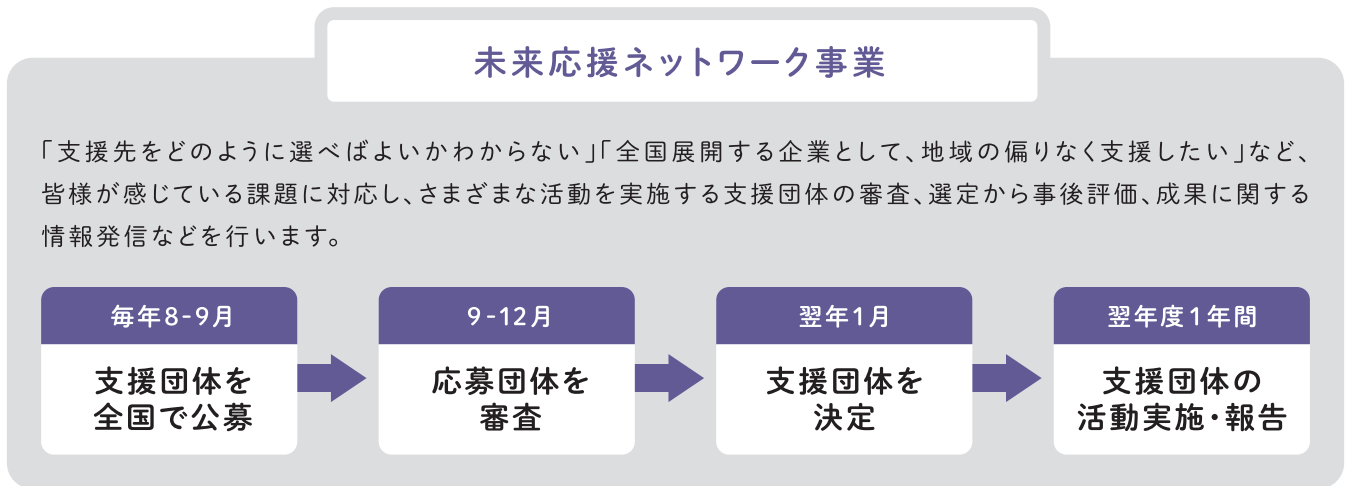 未来応援ネットワーク事業
「支援先をどのように選べばよいかわからない」「全国展開する企業として、地域の偏りなく支援したい」など、
皆様が感じている課題に対応し、さまざまな活動を実施する支援団体の審査、選定から事後評価、成果に関する
情報発信などを行います。
毎年8-9月
支援団体を
全国で公募
9-12月
応募団体を
審査
翌年1月
支援団体を
決定
翌年度1年間
支援団体の
活動実施・報告